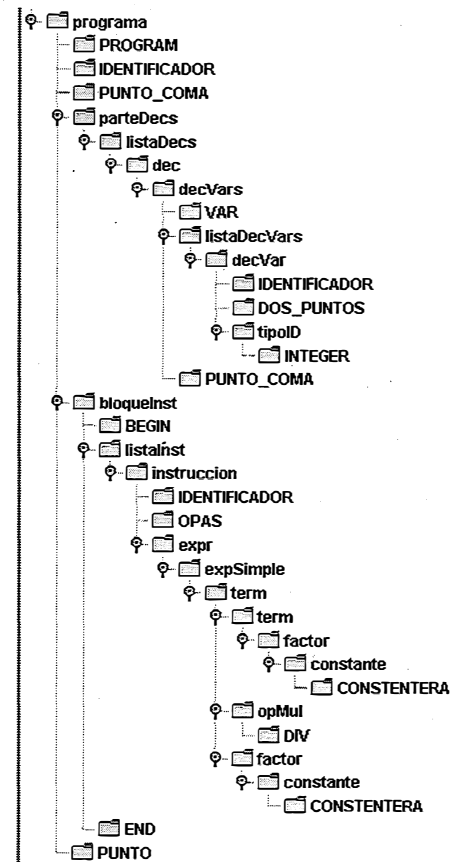 programa
PROGRAM
IDENTIFICADOR
PUNTO_COMA
parteDecs
listaDecs
dec
decVars
VAR
listaDecVars
decVar
IDENTIFICADOR
DOS_PUNTOS
tipoID
INTEGER
PUNTO_COMA
bloqueInst
BEGIN
listaInst
instruccion
IDENTIFICADOR
OPAS
expr
expSimple
term
term
factor
constante
CONSTENTERA
opMul
DIV
factor
constante
CONSTENTERA
END
PUNTO